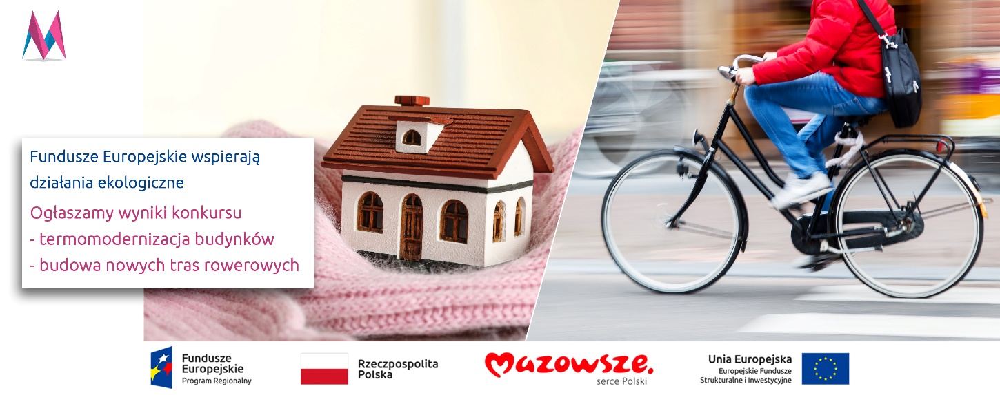 Fundusze Europejskie wspierają
działania ekologiczne
Ogłaszamy wyniki konkursu
- termomodernizacja budynków
- budowa nowych tras rowerowych
Fundusze
Europejskie
Program Regionalny
Rzeczpospolita
Polska
mazowsze.
serce Polski
Unia Europejska
Europejskie Fundusze
Strukturalne i Inwestycyjne